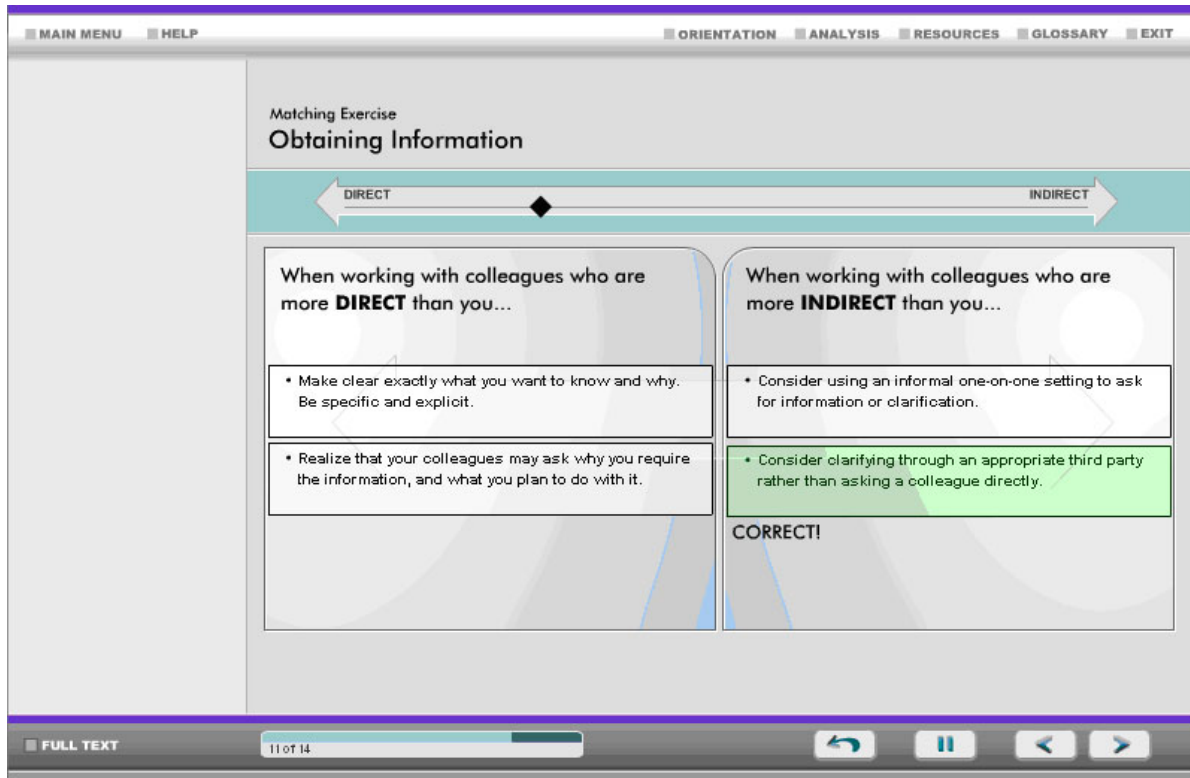 MAIN MENU HELP ORIENTATION ANALYSIS RESOURCES GLOSSARY EXIT
Matching Exercise
Obtaining Information
DIRECT INDIRECT
When working with colleagues who are
more DIRECT than you...
• Make clear exactly what you want to know and why.
Be specific and explicit.
• Realize that your colleagues may ask why you require
the information, and what you plan to do with it.
When working with colleagues who are
more INDIRECT than you...
• Consider using an informal one-on-one setting to ask
for information or clarification.
• Consider clarifying through an appropriate third party
rather than asking a colleague directly.
CORRECT!
FULL TEXT 11 of 14